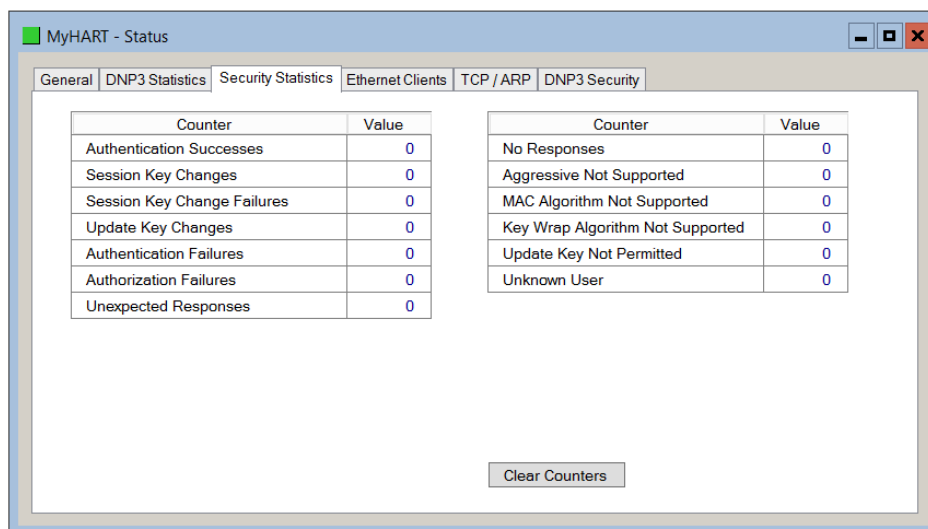 MyHART - Status
General DNP3 Statistics Security Statistics Ethernet Clients TCP / ARP DNP3 Security
Counter Value
Authentication Successes 0
Session Key Changes 0
Session Key Change Failures 0
Update Key Changes 0
Authentication Failures 0
Authorization Failures 0
Unexpected Responses 0
Counter Value
No Responses 0
Aggressive Not Supported 0
MAC Algorithm Not Supported 0
Key Wrap Algorithm Not Supported 0
Update Key Not Permitted 0
Unknown User 0
Clear Counters